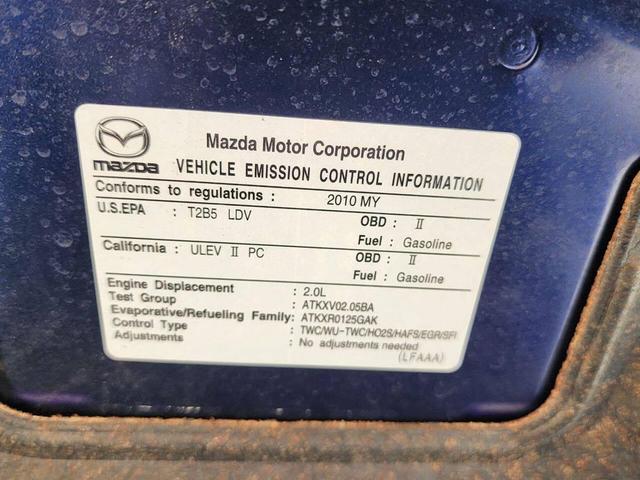 Mazda Motor Corporation
mazda VEHICLE EMISSION CONTROL INFORMATION
Conforms to regulations : 2010 MY
U.S.EPA : T2B5 LDV OBD : II
Fuel : Gasoline
California : ULEV II PC OBD : II
Fuel : Gasoline
Engine Displacement : 2.0L
Test Group : ATKXV02.05BA
Evaporative/Refueling Family: ATKXR0125GAK
Control Type : TWC/WU-TWC/HO2S/HAFS/EGR/SFI
Adjustments : No adjustments needed
(LFAAA)